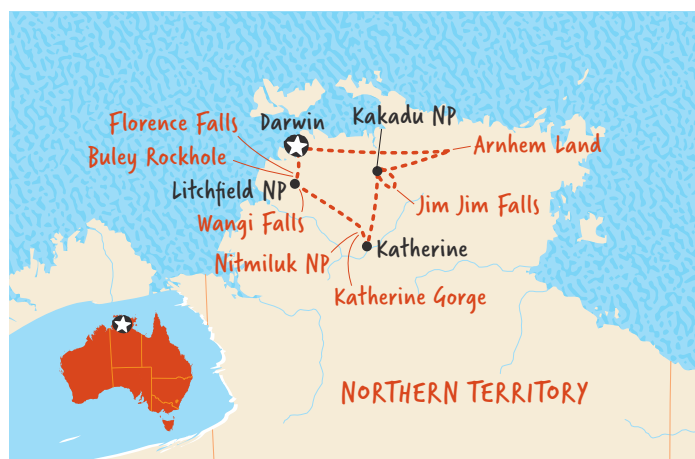 Florence Falls
Darwin
Kakadu NP
Buley Rockhole
Arnhem Land
Litchfield NP
Wangi Falls
Jim Jim Falls
Nitmiluk NP
Katherine
Katherine Gorge
NORTHERN TERRITORY